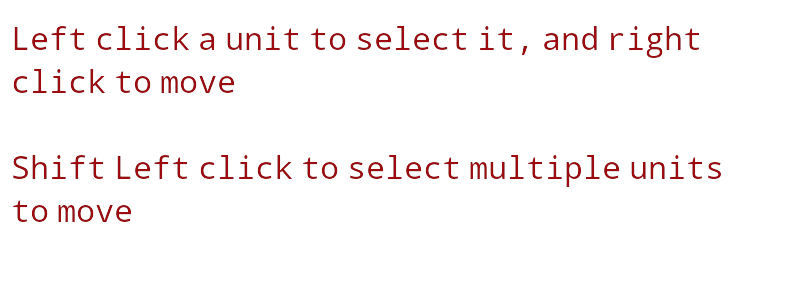 Left click a unit to select it, and right
click to move
Shift Left click to select multiple units
to move